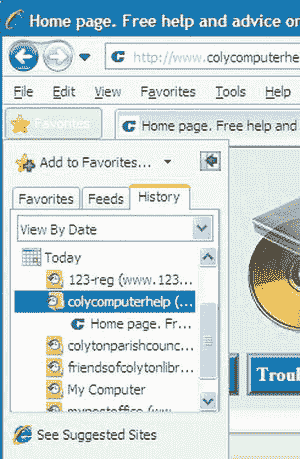 Home page. Free help and advice on
http://www.colycomputerhe
File Edit View Favorites Tools Help
Favorites
Home page. Free help and
Add to Favorites...
Favorites Feeds History
View By Date
Today
123-reg (www.123...
colycomputerhelp (...
Home page. Fr...
colytonparishcounc...
friendsofcolytonlibr...
My Computer
mypostoffice (ww
Troul
See Suggested Sites